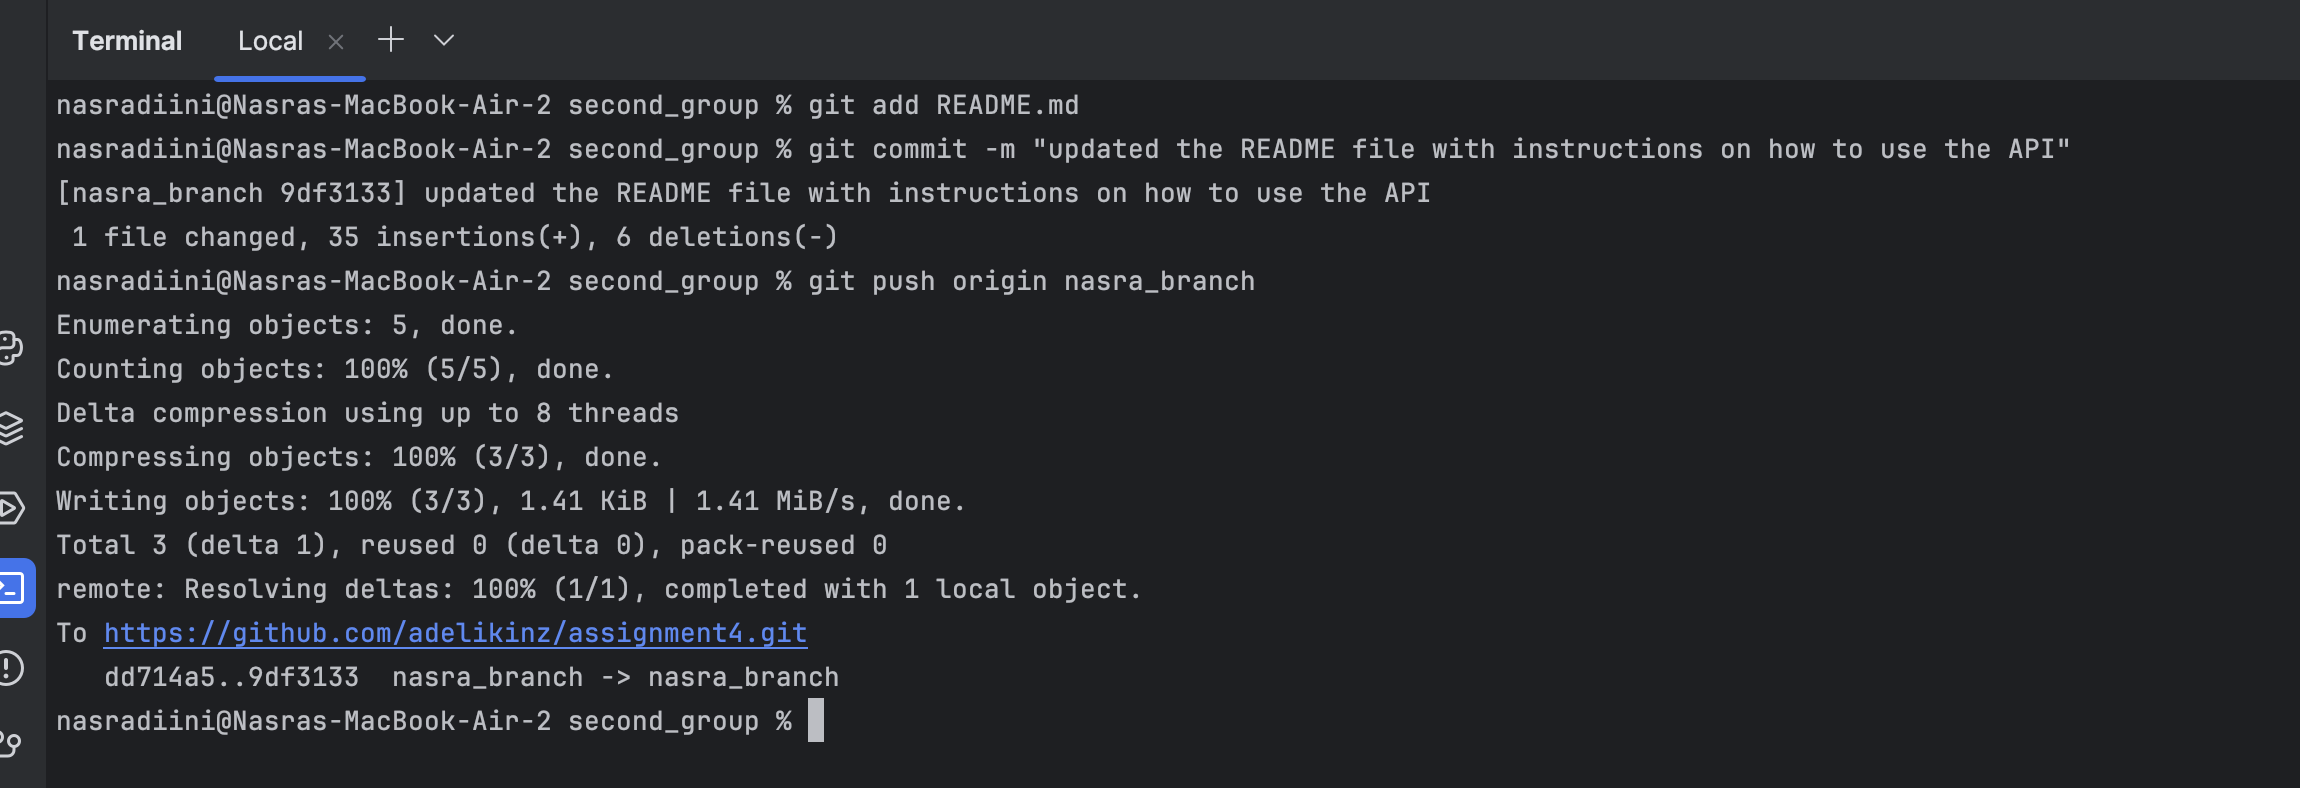 Terminal Local
nasradiini@Nasras-MacBook-Air-2 second_group % git add README.md
nasradiini@Nasras-MacBook-Air-2 second_group % git commit -m "updated the README file with instructions on how to use the API"
[nasra_branch 9df3133] updated the README file with instructions on how to use the API
 1 file changed, 35 insertions(+), 6 deletions(-)
nasradiini@Nasras-MacBook-Air-2 second_group % git push origin nasra_branch
Enumerating objects: 5, done.
Counting objects: 100% (5/5), done.
Delta compression using up to 8 threads
Compressing objects: 100% (3/3), done.
Writing objects: 100% (3/3), 1.41 KiB | 1.41 MiB/s, done.
Total 3 (delta 1), reused 0 (delta 0), pack-reused 0
remote: Resolving deltas: 100% (1/1), completed with 1 local object.
To https://github.com/adelikinz/assignment4.git
   dd714a5..9df3133  nasra_branch -> nasra_branch
nasradiini@Nasras-MacBook-Air-2 second_group %